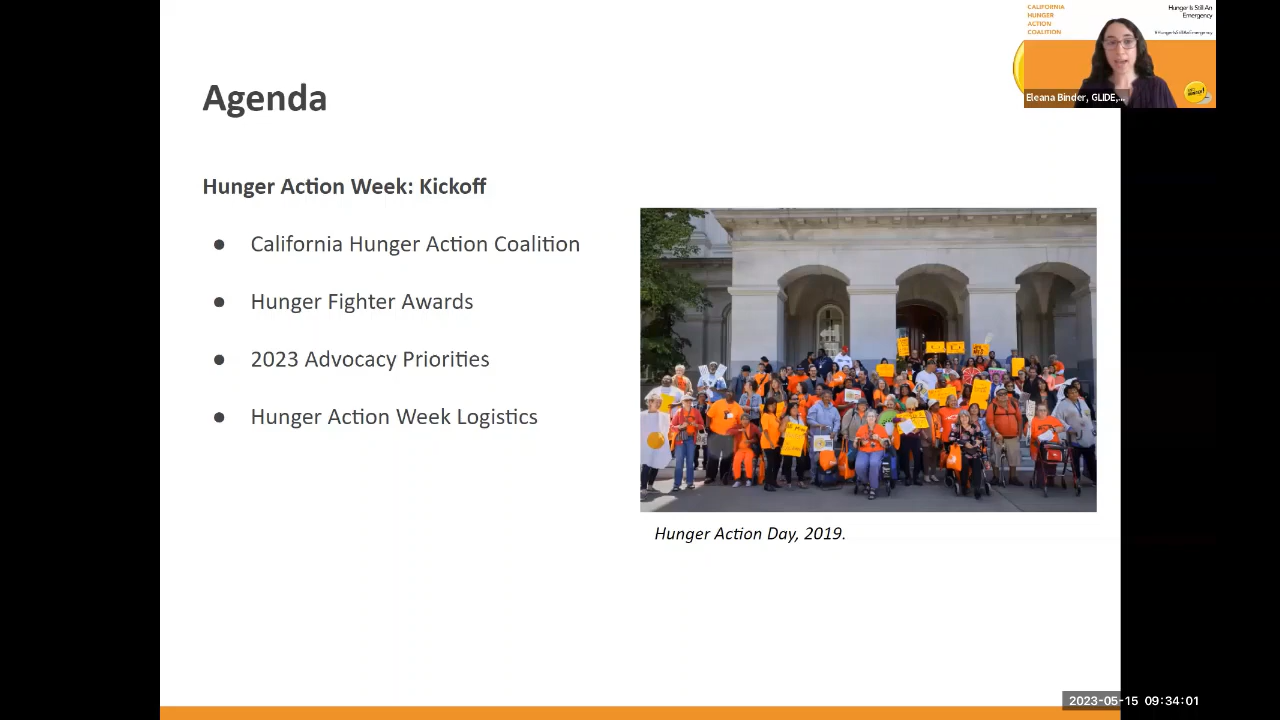 CALIFORNIA
HUNGER
ACTION
COALITION
Hunger Is Still An
Emergency
Eleana Binder, GLIDE,...
Agenda
Hunger Action Week: Kickoff
● California Hunger Action Coalition
● Hunger Fighter Awards
● 2023 Advocacy Priorities
● Hunger Action Week Logistics
Hunger Action Day, 2019.
2023-05-15 09:34:01